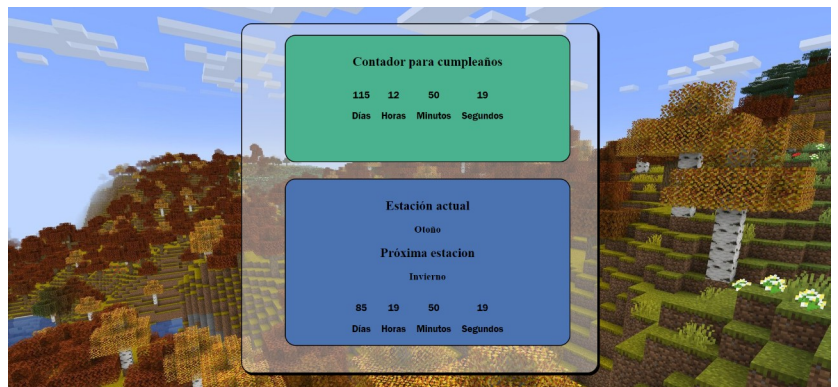 Contador para cumpleaños
115 12 50 19
Días Horas Minutos Segundos
Estación actual
Otoño
Próxima estacion
Invierno
85 19 50 19
Días Horas Minutos Segundos